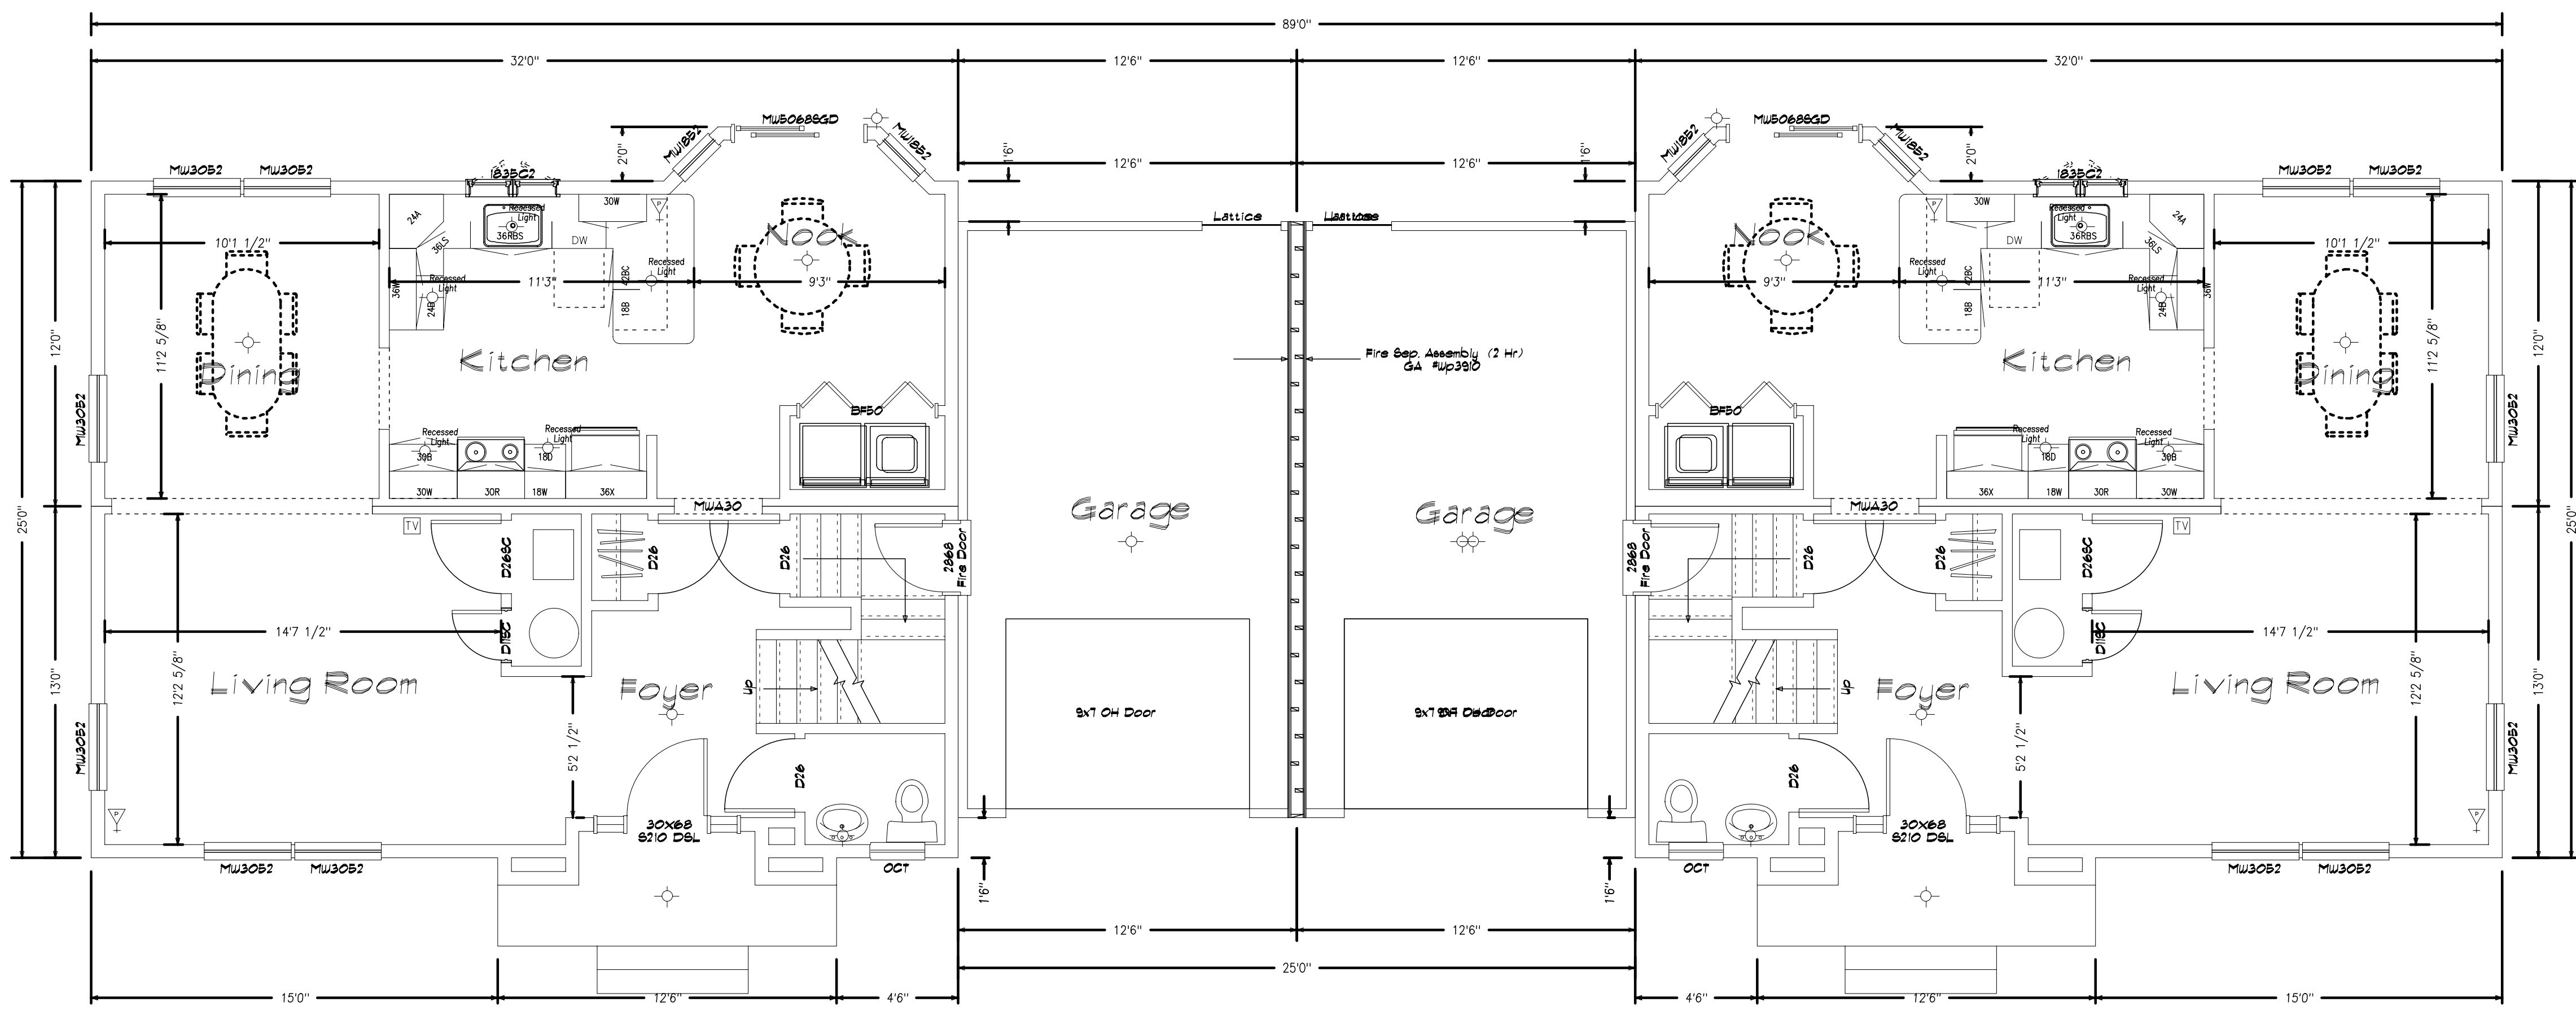 89'0"
32'0" 12'6" 12'6" 32'0"
MW5068SGD MW5068SGD
MW1852 MW1852 MW1852 MW1852
2'0" 1'6" 12'6" 12'6" 1'6" 2'0"
MW3052 MW3052 1835C2 1835C2 MW3052 MW3052
24A Recessed Light 30W P P 30W Recessed Light 24A
36RBS DW Nook Lattice Nook DW 36RBS
10'1 1/2" 36LS 36LS 10'1 1/2"
36W Recessed Light 24B 11'3" 42BC Recessed Light 9'3" 9'3" Recessed Light 42BC 11'3" Recessed Light 24B 36W
18B 18B
12'0" 11'2 5/8" 11'2 5/8" 12'0"
Dining Kitchen Fire Sep. Assembly (2 Hr) Kitchen Dining
GA #Wp3910
MW3052 BF50 BF50 MW3052
Recessed Light Recessed Light Recessed Light Recessed Light
30B 18D 18D 30B
30W 30R 18W 36X 36X 18W 30R 30W
25'0" MWA30 Garage Garage MWA30 25'0"
TV TV
D268C D26 D26 2868 Fire Door 2868 Fire Door D26 D26 D268C
14'7 1/2" D118C D118C 14'7 1/2"
13'0" 12'2 5/8" 12'2 5/8" 13'0"
Living Room Foyer Up Up Foyer Living Room
MW3052 5'2 1/2" 9x7 OH Door 9x7 Door 5'2 1/2" MW3052
D26 D26
P P
30X68 30X68
S210 DSL S210 DSL
MW3052 MW3052 OCT OCT MW3052 MW3052
1'6" 1'6"
12'6" 12'6"
25'0"
15'0" 12'6" 4'6" 4'6" 12'6" 15'0"